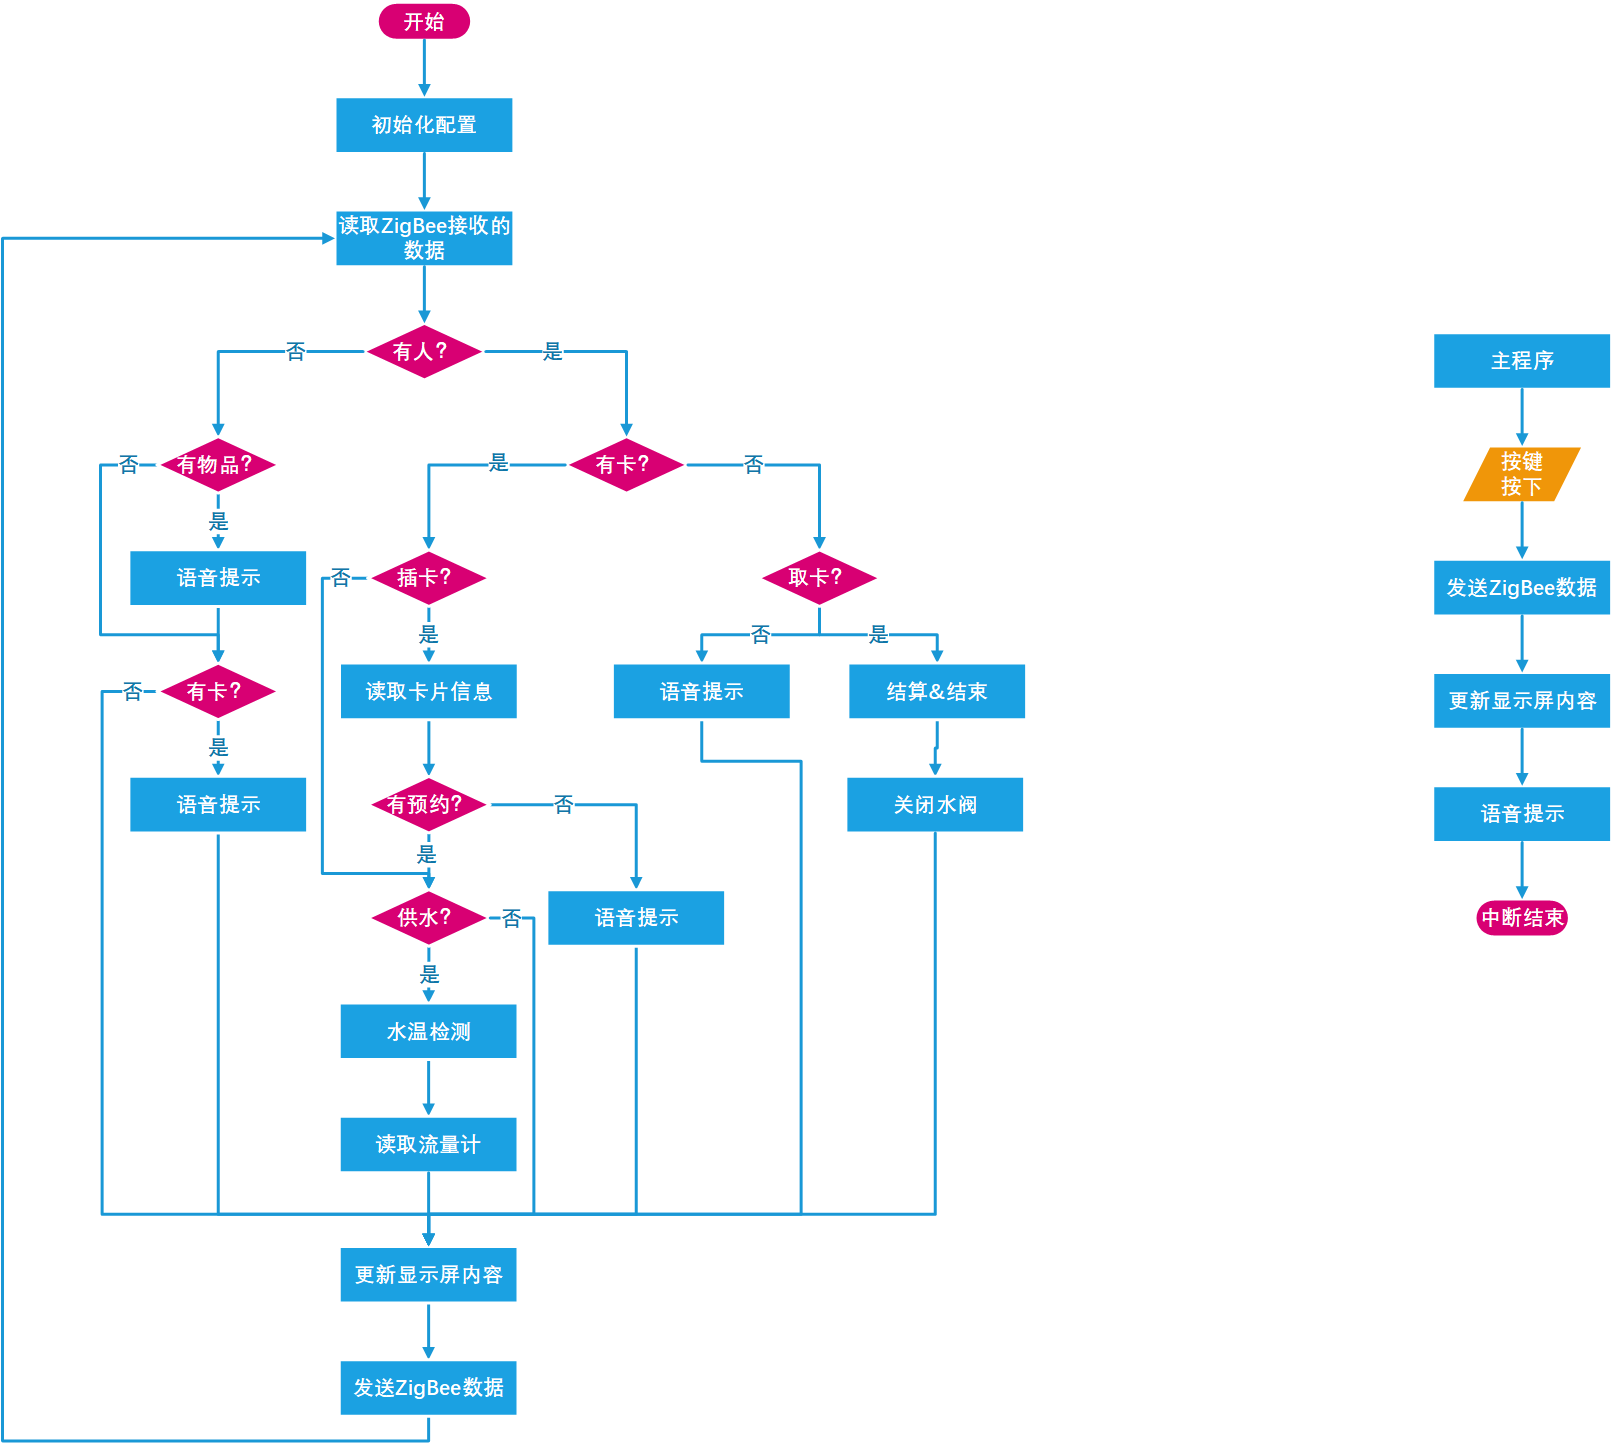 开始
初始化配置
读取ZigBee接收的
数据
有人?
否
是
有物品?
否
是
语音提示
有卡?
否
是
语音提示
有卡?
是
否
插卡?
否
是
读取卡片信息
有预约?
否
是
语音提示
供水?
否
是
水温检测
读取流量计
取卡?
否
是
语音提示
结算&结束
关闭水阀
更新显示屏内容
发送ZigBee数据
主程序
按键
按下
发送ZigBee数据
更新显示屏内容
语音提示
中断结束